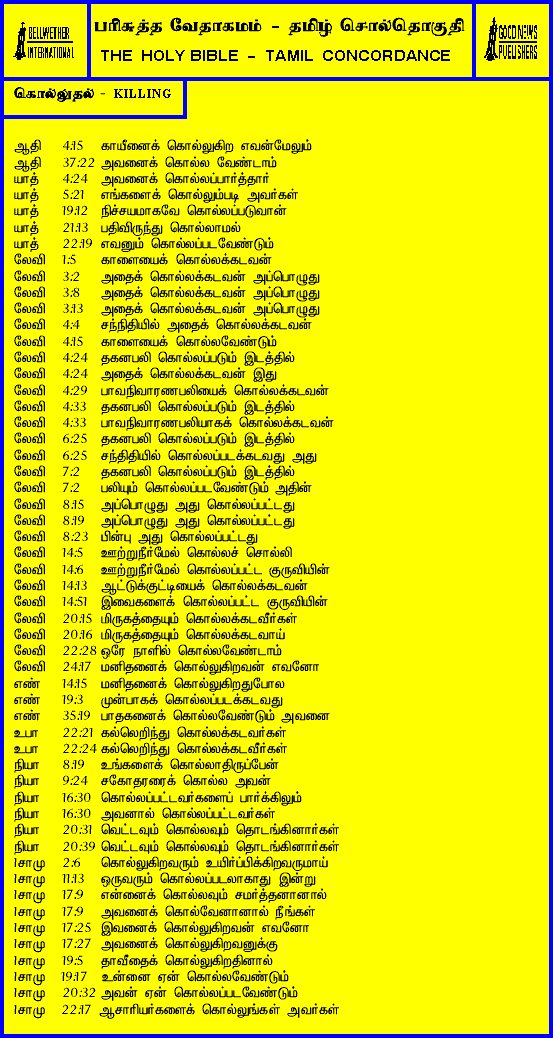 BELLWETHER
INTERNATIONAL
பரிசுத்த வேதாகமம் - தமிழ் சொல்தொகுதி
THE HOLY BIBLE - TAMIL CONCORDANCE
GOOD NEWS
PUBLISHERS
கொல்லுதல் - KILLING
ஆதி 4:15 காயீனைக் கொல்லுகிற எவன்மேலும்
ஆதி 37:22 அவனைக் கொல்ல வேண்டாம்
யாத் 4:24 அவனைக் கொல்லப்பார்த்தார்
யாத் 5:21 எங்களைக் கொல்லும்படி அவர்கள்
யாத் 19:12 நிச்சயமாகவே கொல்லப்படுவான்
யாத் 21:13 பதிவிருந்து கொல்லாமல்
யாத் 22:19 எவனும் கொல்லப்படவேண்டும்
லேவி 1:5 காளையைக் கொல்லக்கடவன்
லேவி 3:2 அதைக் கொல்லக்கடவன் அப்பொழுது
லேவி 3:8 அதைக் கொல்லக்கடவன் அப்பொழுது
லேவி 3:13 அதைக் கொல்லக்கடவன் அப்பொழுது
லேவி 4:4 சந்நிதியில் அதைக் கொல்லக்கடவன்
லேவி 4:15 காளையைக் கொல்லவேண்டும்
லேவி 4:24 தகனபலி கொல்லப்படும் இடத்தில்
லேவி 4:24 அதைக் கொல்லக்கடவன் இது
லேவி 4:29 பாவநிவாரணபலியைக் கொல்லக்கடவன்
லேவி 4:33 தகனபலி கொல்லப்படும் இடத்தில்
லேவி 4:33 பாவநிவாரணபலியாகக் கொல்லக்கடவன்
லேவி 6:25 தகனபலி கொல்லப்படும் இடத்தில்
லேவி 6:25 சந்திதியில் கொல்லப்படக்கடவது அது
லேவி 7:2 தகனபலி கொல்லப்படும் இடத்தில்
லேவி 7:2 பலியும் கொல்லப்படவேண்டும் அதின்
லேவி 8:15 அப்பொழுது அது கொல்லப்பட்டது
லேவி 8:19 அப்பொழுது அது கொல்லப்பட்டது
லேவி 8:23 பின்பு அது கொல்லப்பட்டது
லேவி 14:5 ஊற்றுநீர்மேல் கொல்லச் சொல்லி
லேவி 14:6 ஊற்றுநீர்மேல் கொல்லப்பட்ட குருவியின்
லேவி 14:13 ஆட்டுக்குட்டியைக் கொல்லக்கடவன்
லேவி 14:51 இவைகளைக் கொல்லப்பட்ட குருவியின்
லேவி 20:15 மிருகத்தையும் கொல்லக்கடவீர்கள்
லேவி 20:16 மிருகத்தையும் கொல்லக்கடவாய்
லேவி 22:28 ஒரே நாளில் கொல்லவேண்டாம்
லேவி 24:17 மனிதனைக் கொல்லுகிறவன் எவனோ
எண் 14:15 மனிதனைக் கொல்லுகிறதுபோல
எண் 19:3 முன்பாகக் கொல்லப்படக்கடவது
எண் 35:19 பாதகனைக் கொல்லவேண்டும் அவனை
உபா 22:21 கல்லெறிந்து கொல்லக்கடவர்கள்
உபா 22:24 கல்லெறிந்து கொல்லக்கடவீர்கள்
நியா 8:19 உங்களைக் கொல்லாதிருப்பேன்
நியா 9:24 சகோதரரைக் கொல்ல அவன்
நியா 16:30 கொல்லப்பட்டவர்களைப் பார்க்கிலும்
நியா 16:30 அவனால் கொல்லப்பட்டவர்கள்
நியா 20:31 வெட்டவும் கொல்லவும் தொடங்கினார்கள்
நியா 20:39 வெட்டவும் கொல்லவும் தொடங்கினார்கள்
1சாமு 2:6 கொல்லுகிறவரும் உயிர்ப்பிக்கிறவருமாய்
1சாமு 11:13 ஒருவரும் கொல்லப்படலாகாது இன்று
1சாமு 17:9 என்னைக் கொல்லவும் சமர்த்தனானால்
1சாமு 17:9 அவனைக் கொல்வேனானால் நீங்கள்
1சாமு 17:25 இவனைக் கொல்லுகிறவன் எவனோ
1சாமு 17:27 அவனைக் கொல்லுகிறவனுக்கு
1சாமு 19:5 தாவீதைக் கொல்லுகிறதினால்
1சாமு 19:17 உன்னை ஏன் கொல்லவேண்டும்
1சாமு 20:32 அவன் ஏன் கொல்லப்படவேண்டும்
1சாமு 22:17 ஆசாரியர்களைக் கொல்லுங்கள் அவர்கள்